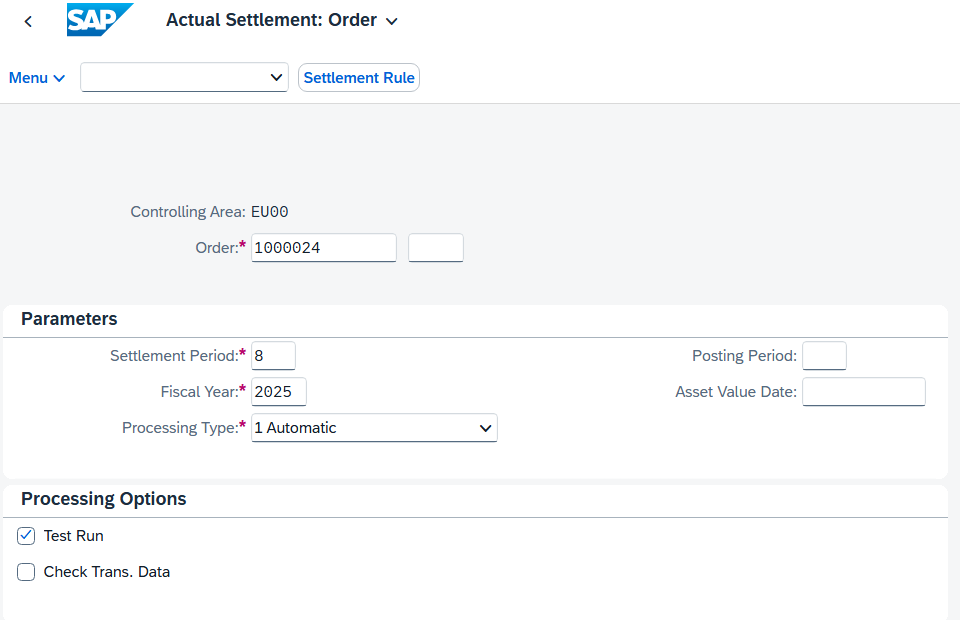 SAP Actual Settlement: Order
Menu Settlement Rule
Controlling Area: EU00
Order:* 1000024
Parameters
Settlement Period:* 8 Posting Period:
Fiscal Year:* 2025 Asset Value Date:
Processing Type:* 1 Automatic
Processing Options
Test Run
Check Trans. Data